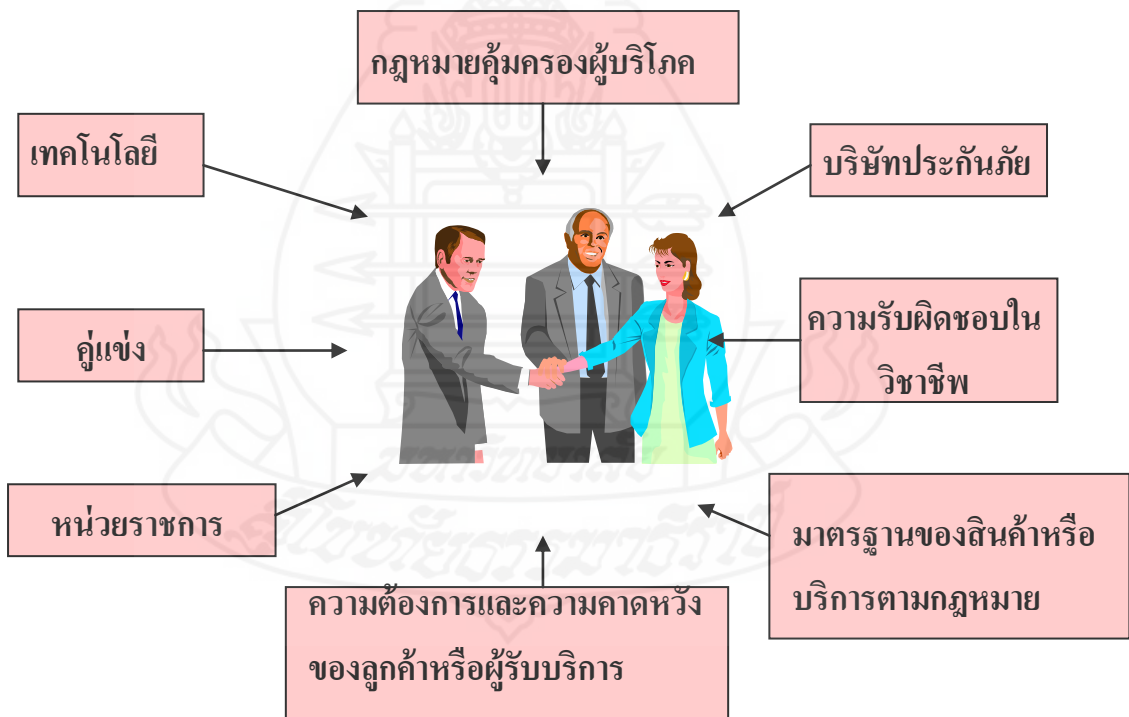 กฎหมายคุ้มครองผู้บริโภค
เทคโนโลยี
บริษัทประกันภัย
คู่แข่ง
ความรับผิดชอบใน
วิชาชีพ
หน่วยราชการ
มาตรฐานของสินค้าหรือ
บริการตามกฎหมาย
ความต้องการและความคาดหวัง
ของลูกค้าหรือผู้รับบริการ